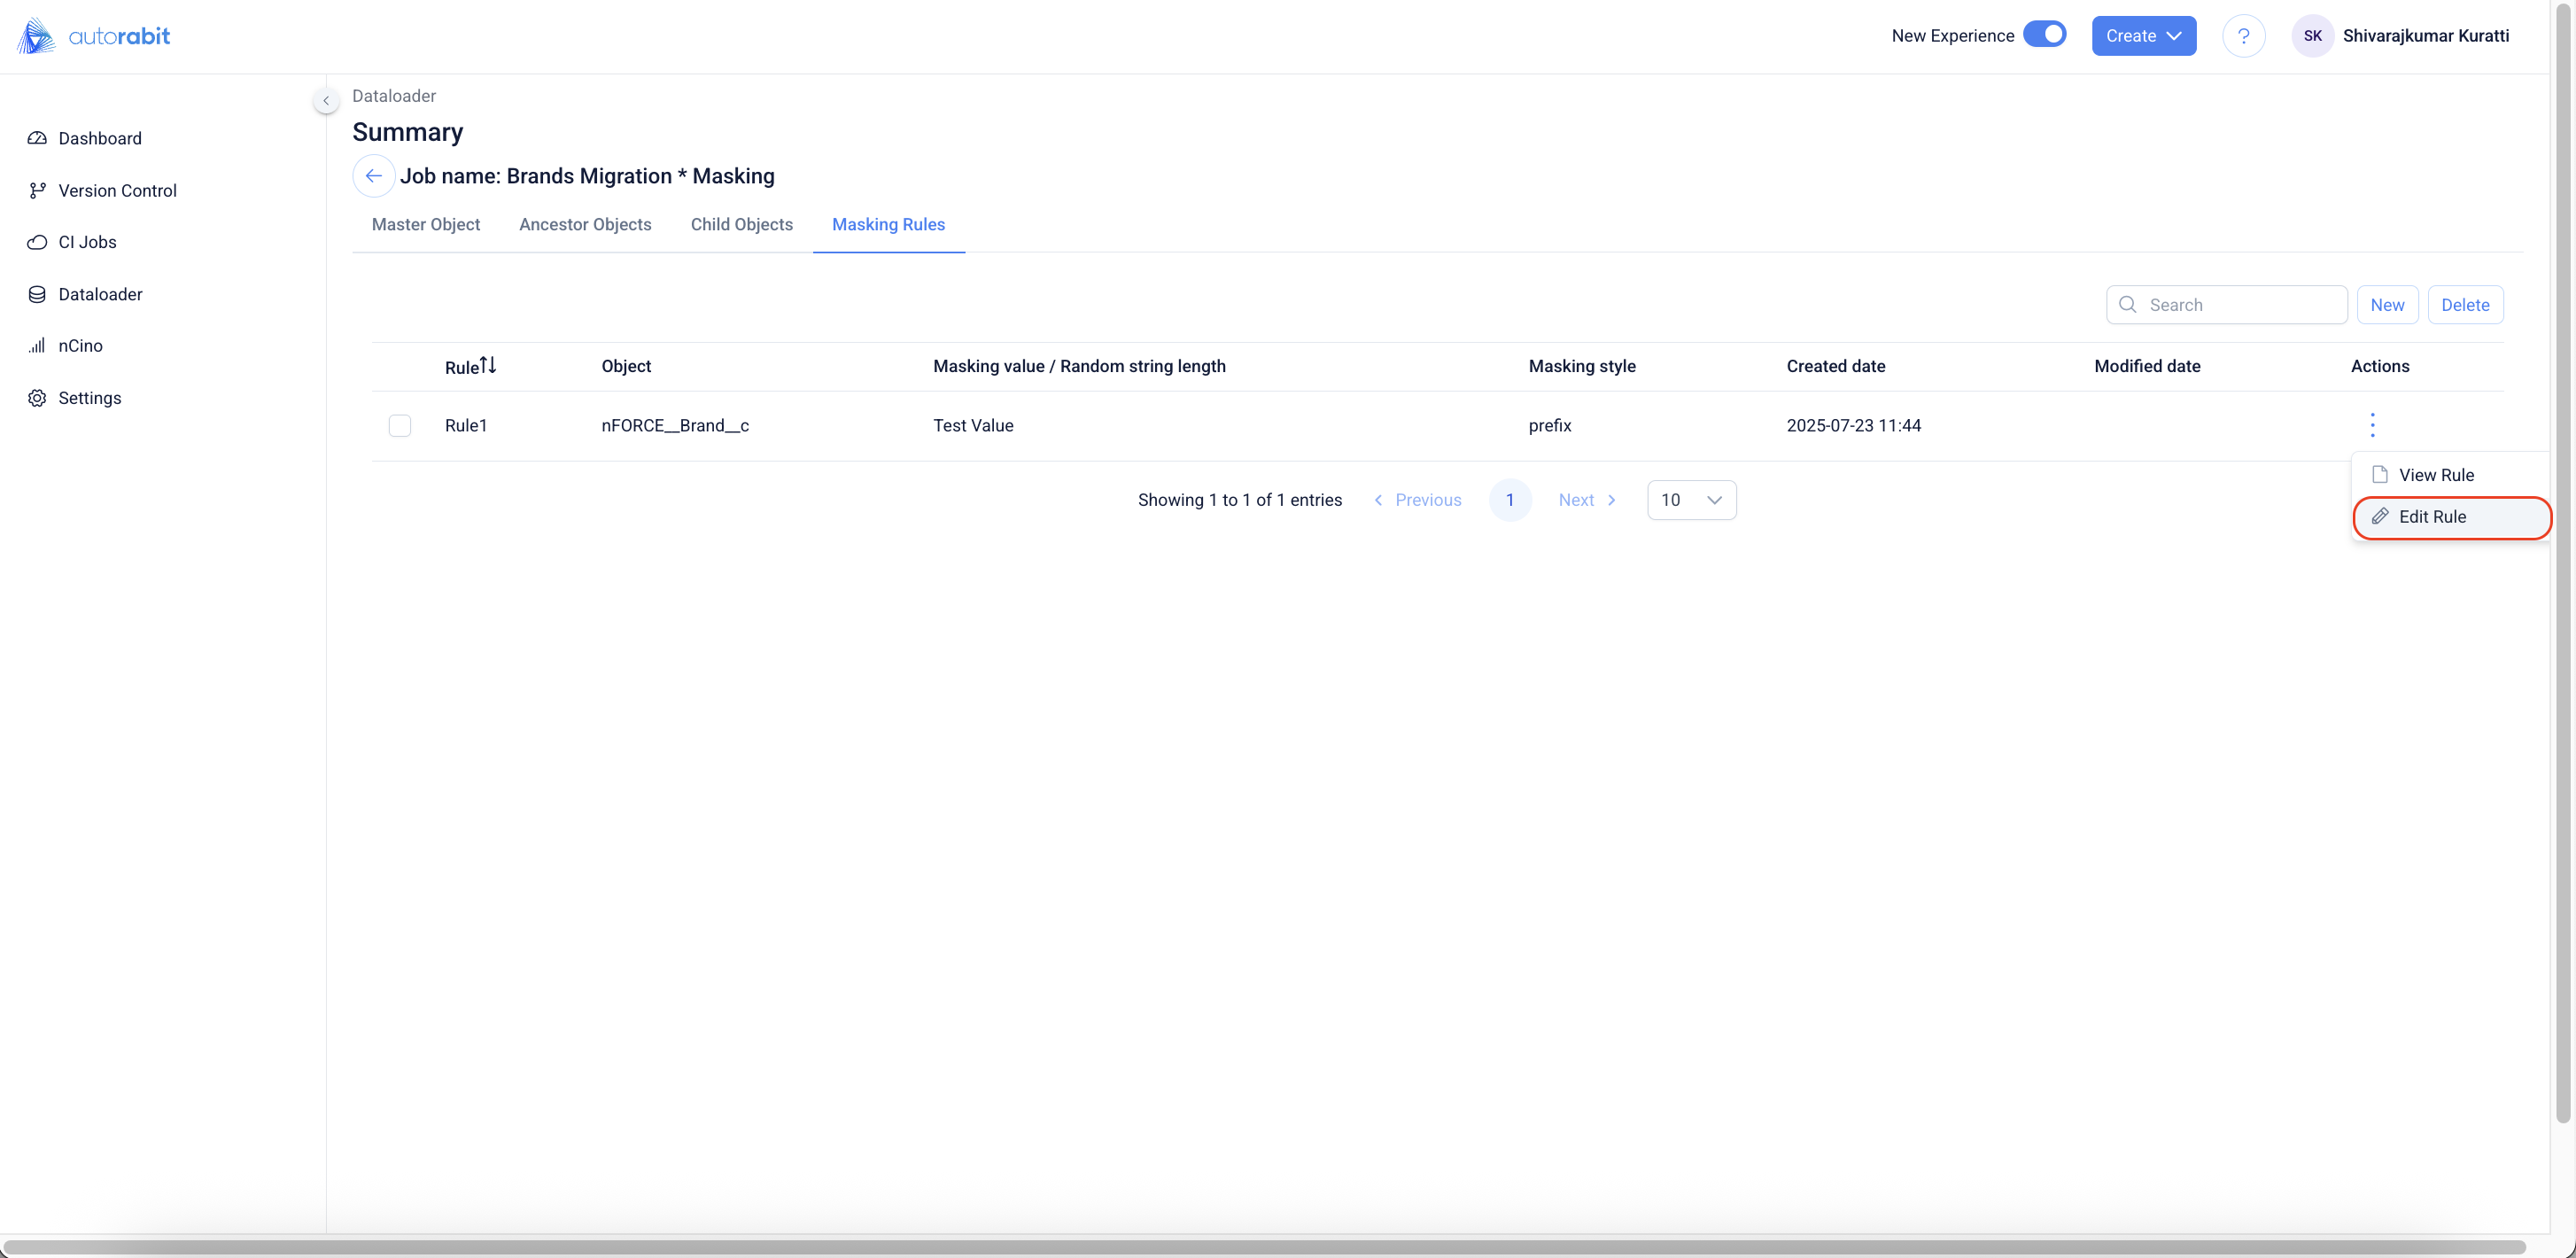 autorabit
New Experience Create ? SK Shivarajkumar Kuratti
Dashboard
Version Control
CI Jobs
Dataloader
nCino
Settings
Dataloader
Summary
Job name: Brands Migration * Masking
Master Object Ancestor Objects Child Objects Masking Rules
Search New Delete
Rule Object Masking value / Random string length Masking style Created date Modified date Actions
Rule1 nFORCE__Brand__c Test Value prefix 2025-07-23 11:44
View Rule
Edit Rule
Showing 1 to 1 of 1 entries Previous 1 Next 10